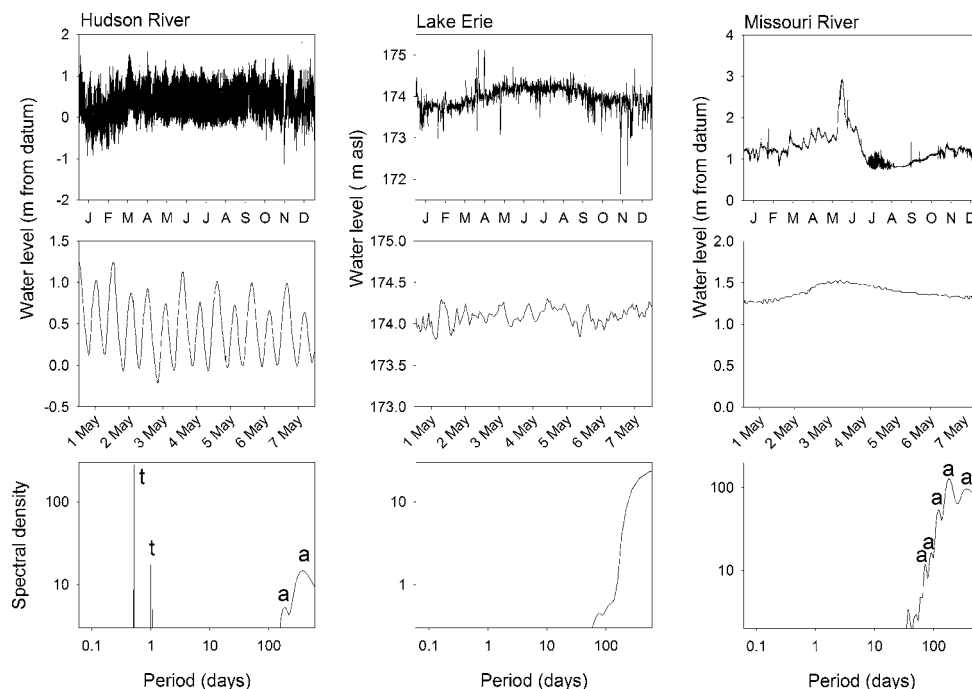 Hudson River
Lake Erie
Missouri River
Water level (m from datum)
2
1
0
-1
-2
J F M A M J J A S O N D
1.5
1.0
0.5
0.0
-0.5
1 May 2 May 3 May 4 May 5 May 6 May 7 May
Water level ( m asl)
175
174
173
172
J F M A M J J A S O N D
175.0
174.5
174.0
173.5
173.0
1 May 2 May 3 May 4 May 5 May 6 May 7 May
Water level (m from datum)
4
3
2
1
0
J F M A M J J A S O N D
2.0
1.5
1.0
0.5
0.0
1 May 2 May 3 May 4 May 5 May 6 May 7 May
Spectral density
100
10
t
t
a
a
0.1 1 10 100
Period (days)
10
1
0.1 1 10 100
Period (days)
100
10
a
a
a
a
a
0.1 1 10 100
Period (days)